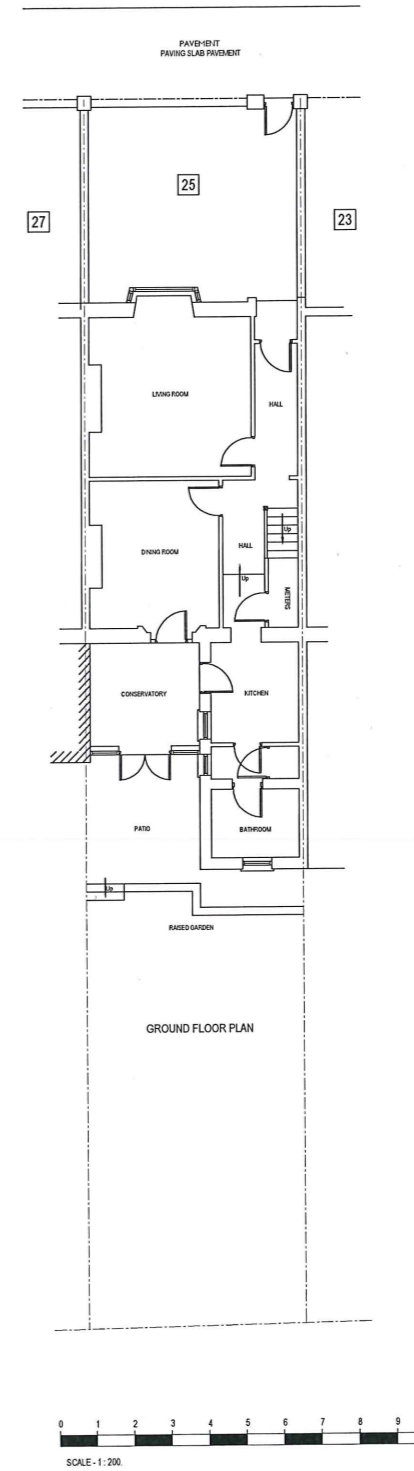 PAVEMENT
PAVING SLAB PAVEMENT
25
27
23
LIVING ROOM
HALL
Up
DINING ROOM
HALL
Up
METERS
CONSERVATORY
KITCHEN
PATIO
BATHROOM
Up
RAISED GARDEN
GROUND FLOOR PLAN
0 1 2 3 4 5 6 7 8 9
SCALE - 1 : 200.